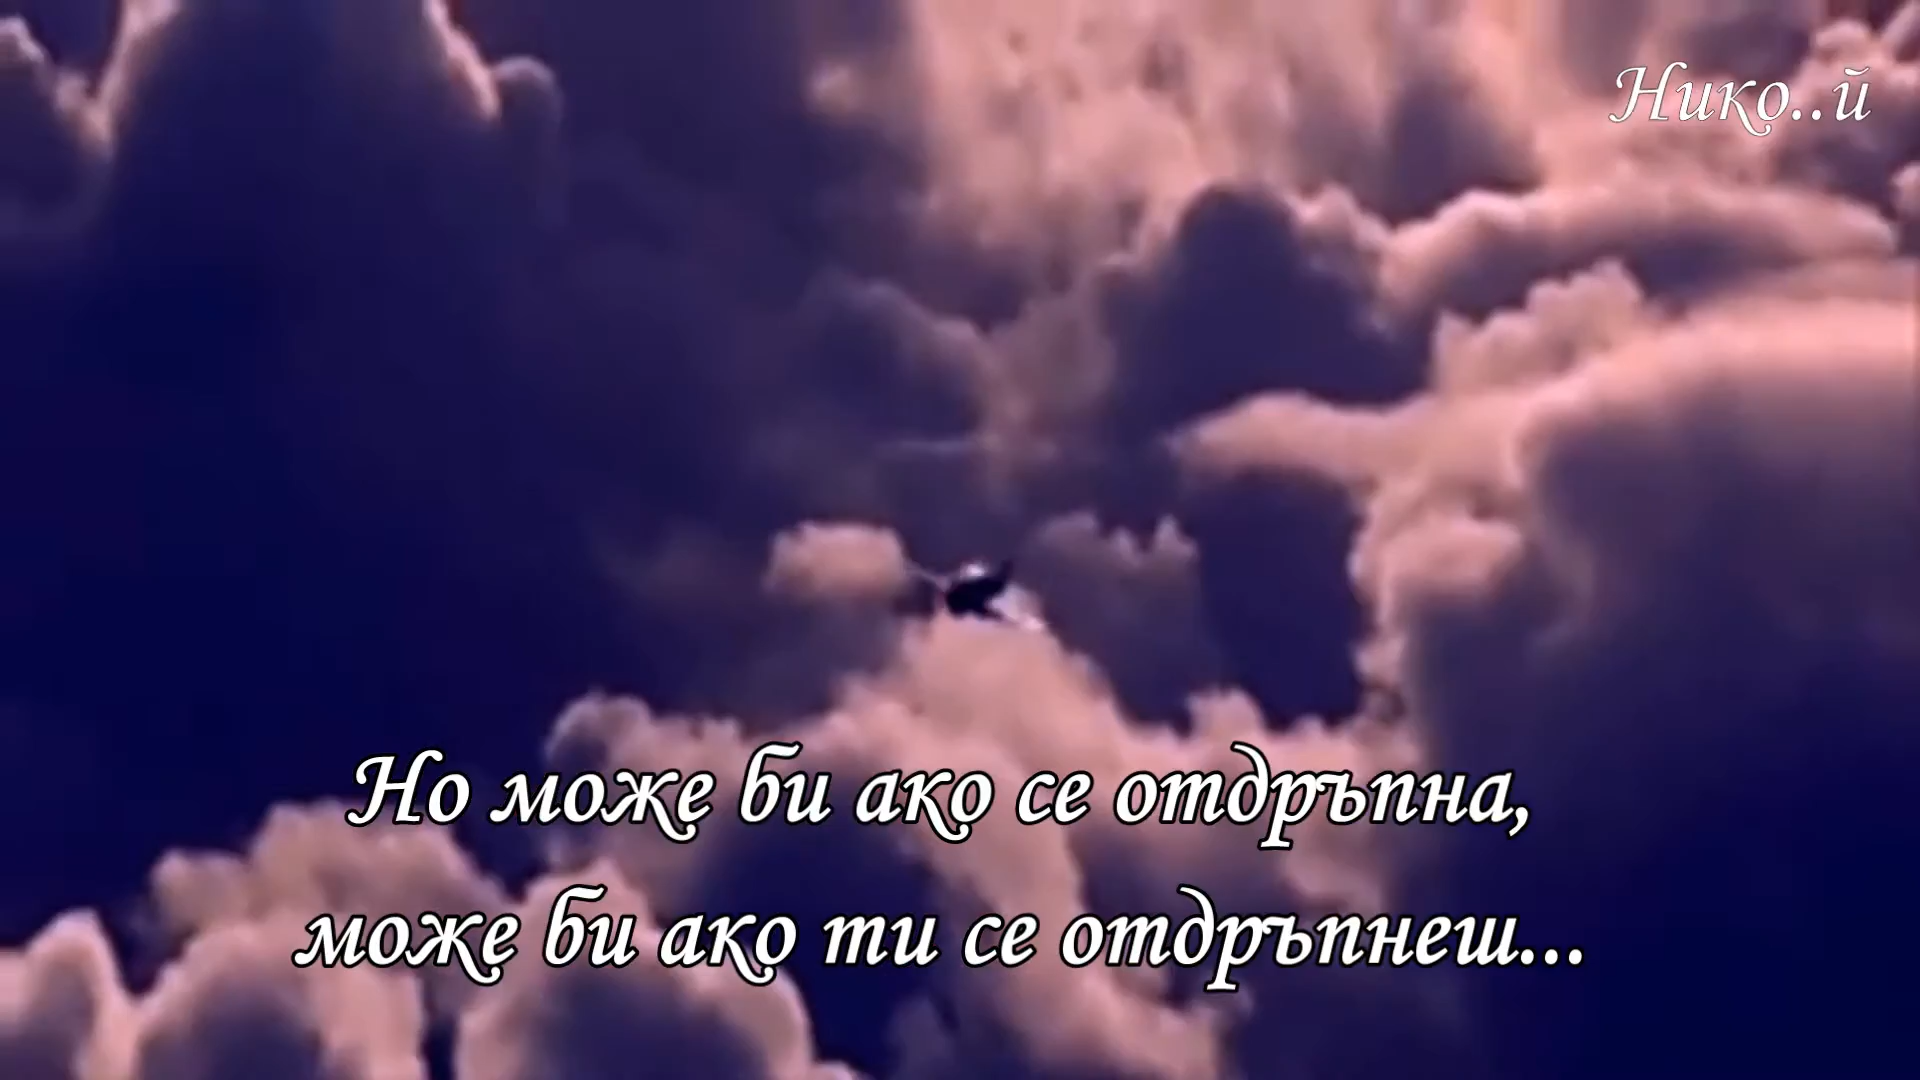 Нико..й
Но може би ако се отдръпна,
може би ако ти се отдръпнеш...